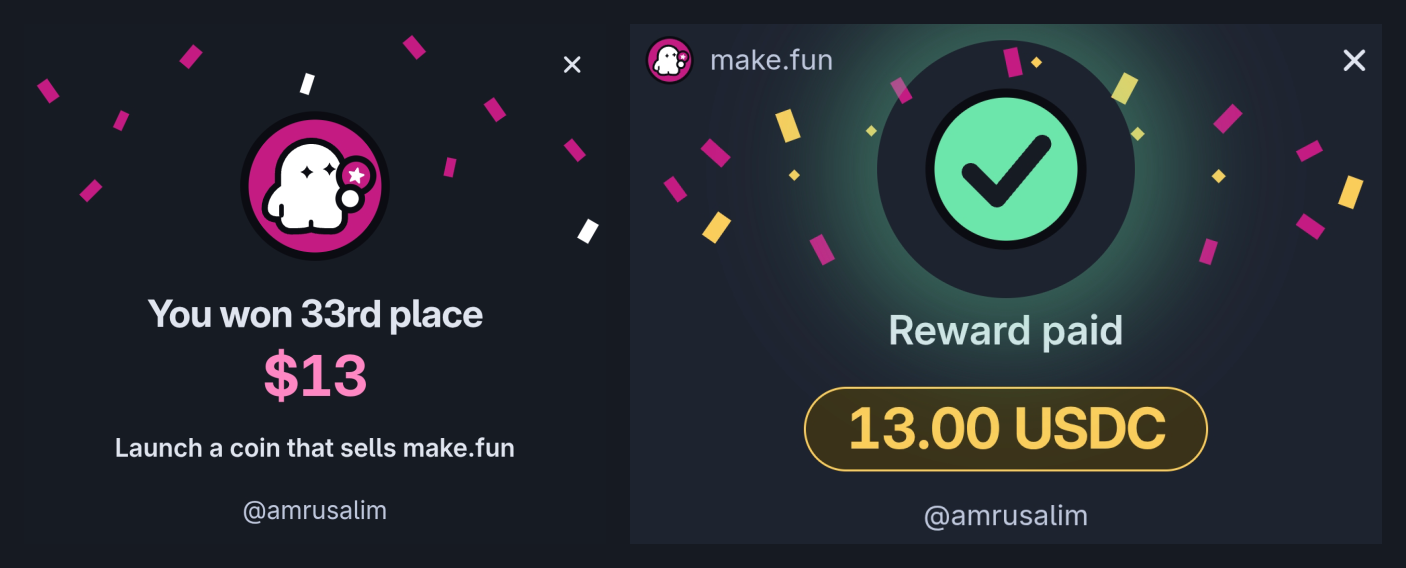 You won 33rd place
$13
Launch a coin that sells make.fun
@amrusalim
make.fun
Reward paid
13.00 USDC
@amrusalim